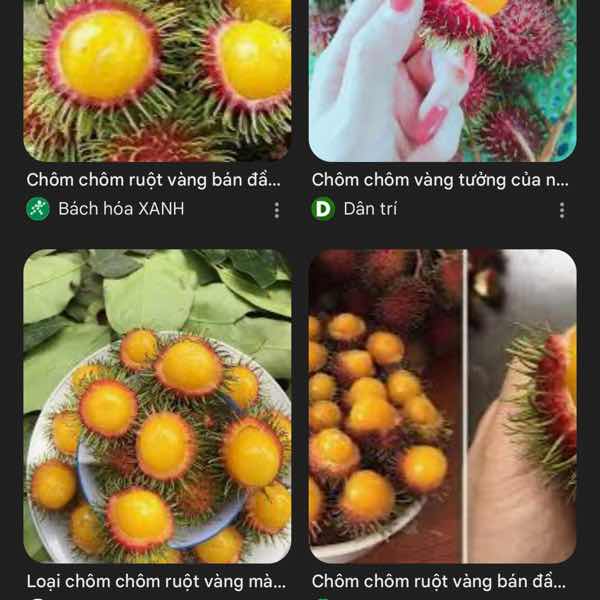 Chôm chôm ruột vàng bán đầ...
Chôm chôm vàng tưởng của n...
Bách hóa XANH
D Dân trí
Loại chôm chôm ruột vàng mà...
Chôm chôm ruột vàng bán đầ...